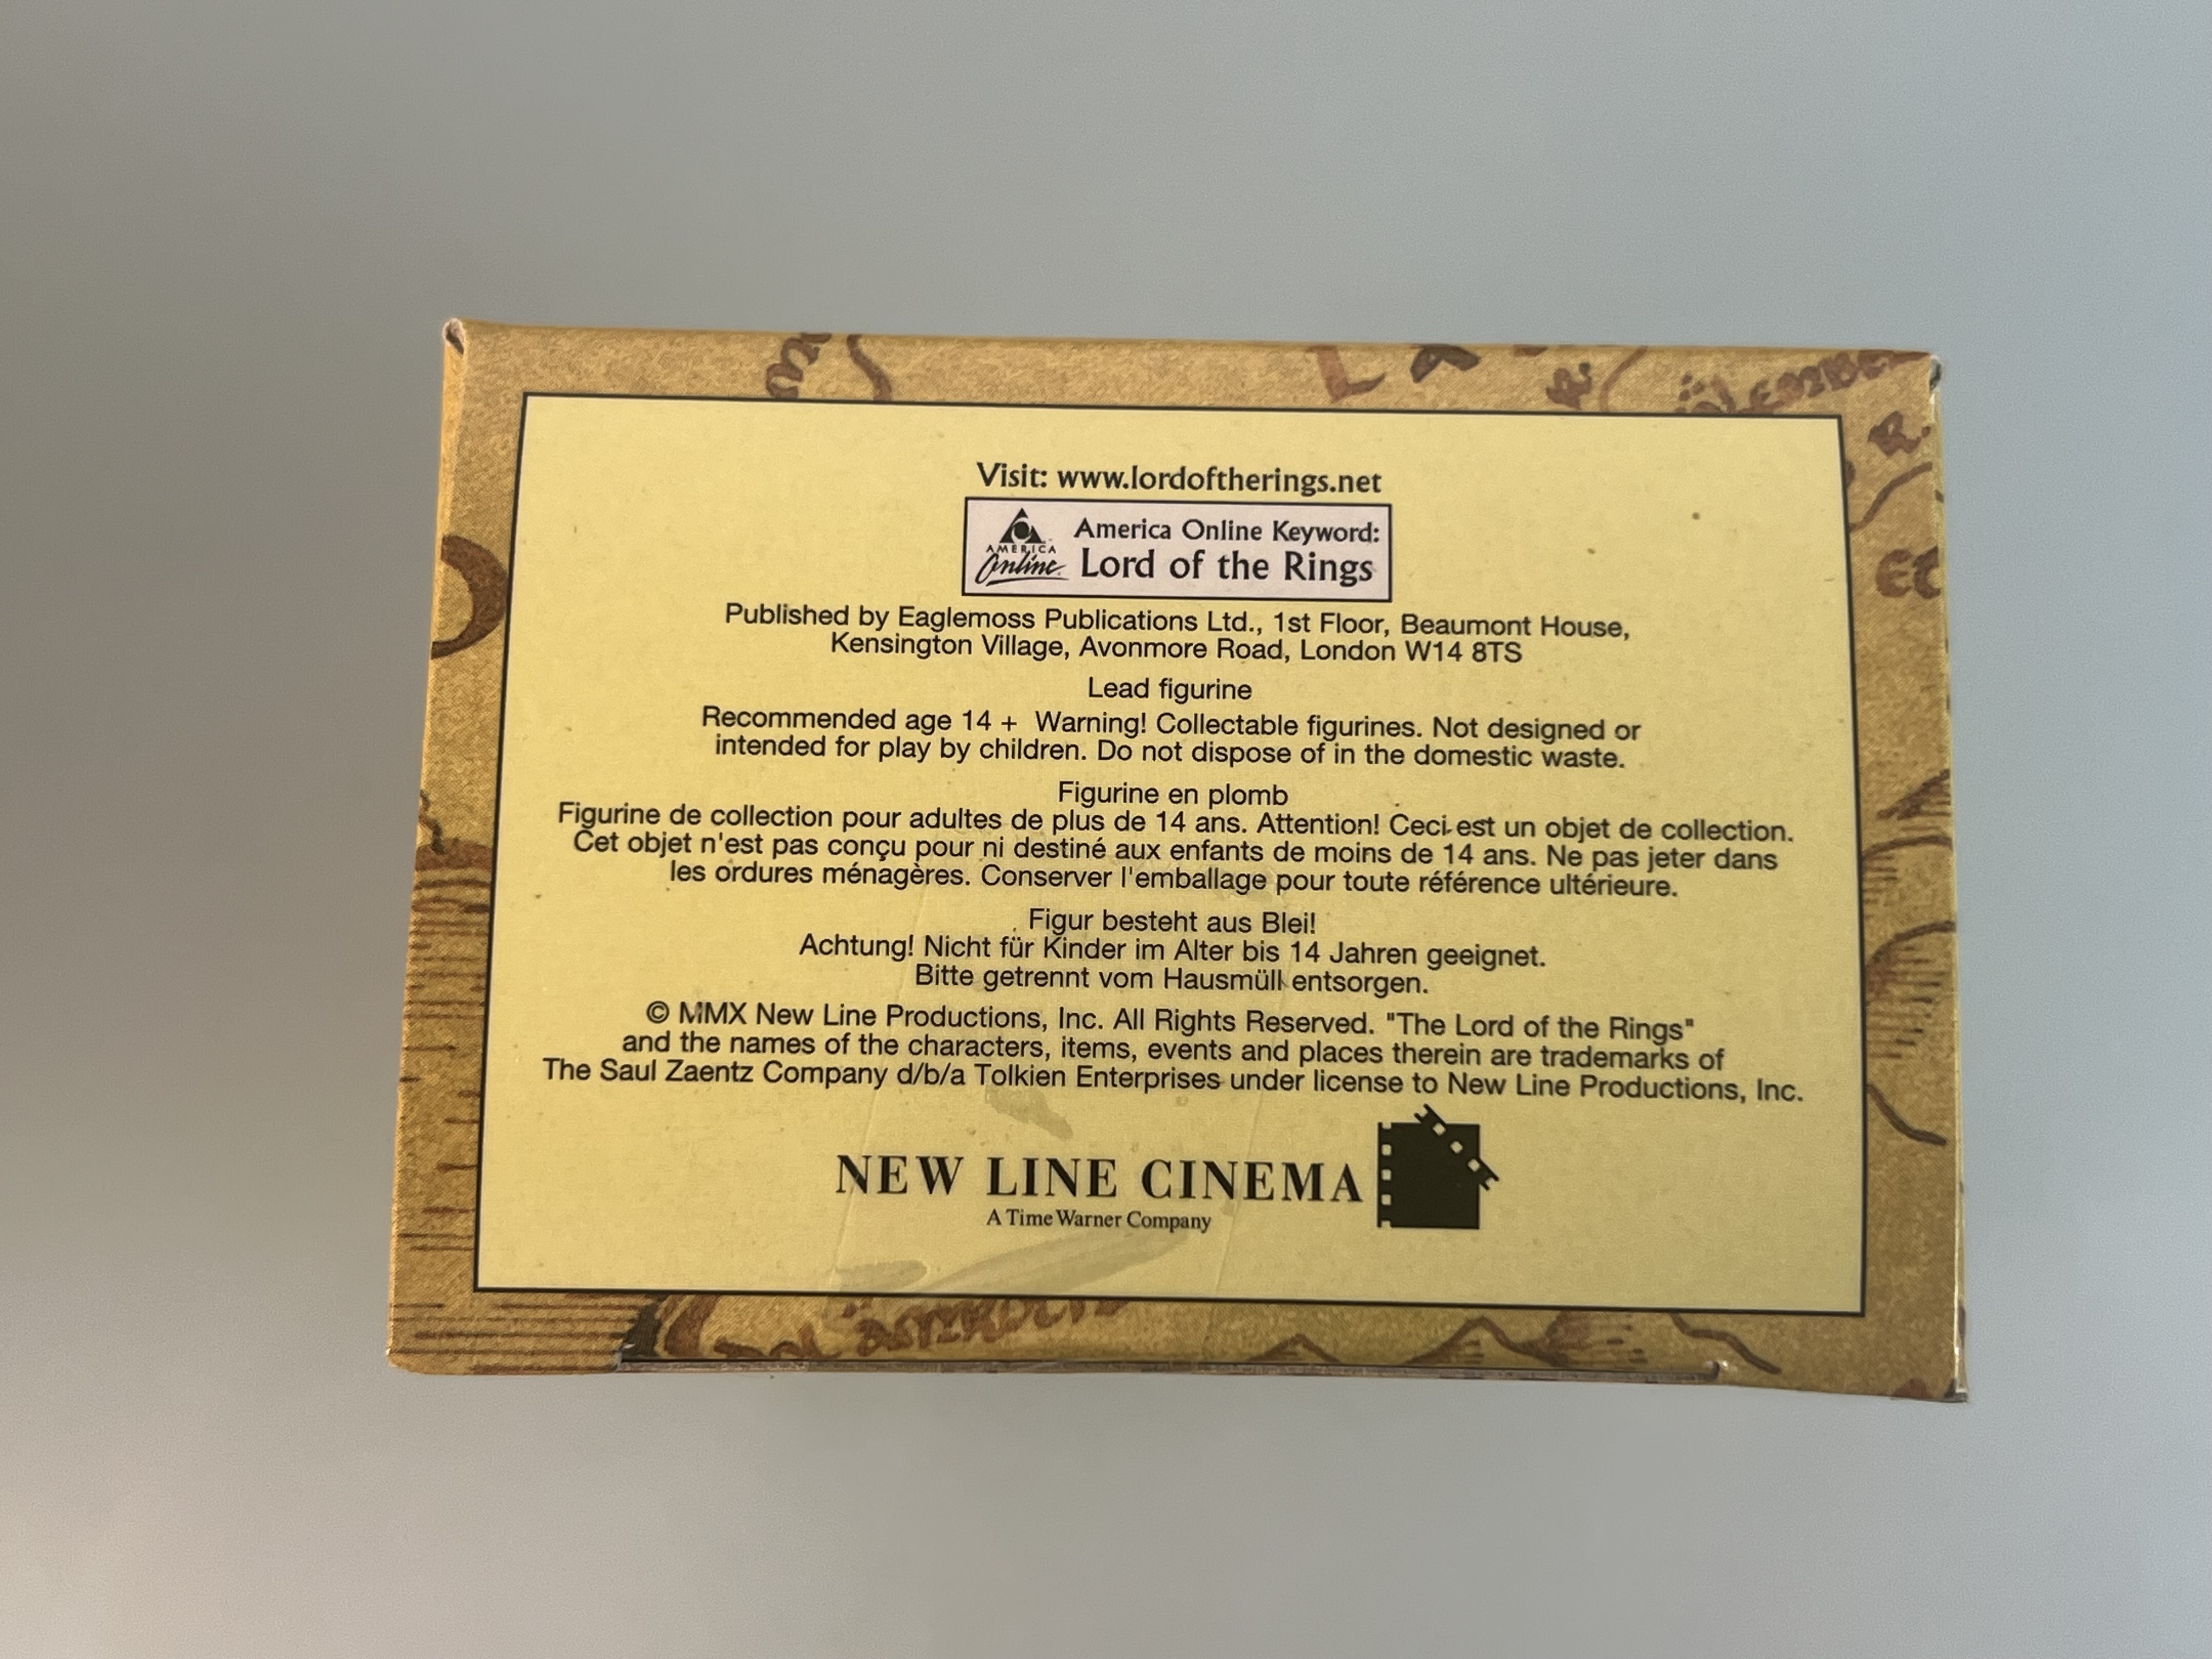 Visit: www.lordoftherings.net
AMERICA Online
America Online Keyword:
Lord of the Rings
Published by Eaglemoss Publications Ltd., 1st Floor, Beaumont House,
Kensington Village, Avonmore Road, London W14 8TS
Lead figurine
Recommended age 14 + Warning! Collectable figurines. Not designed or
intended for play by children. Do not dispose of in the domestic waste.
Figurine en plomb
Figurine de collection pour adultes de plus de 14 ans. Attention! Ceci est un objet de collection.
Cet objet n'est pas conçu pour ni destiné aux enfants de moins de 14 ans. Ne pas jeter dans
les ordures ménagères. Conserver l'emballage pour toute référence ultérieure.
Figur besteht aus Blei!
Achtung! Nicht für Kinder im Alter bis 14 Jahren geeignet.
Bitte getrennt vom Hausmüll entsorgen.
© MMX New Line Productions, Inc. All Rights Reserved. "The Lord of the Rings"
and the names of the characters, items, events and places therein are trademarks of
The Saul Zaentz Company d/b/a Tolkien Enterprises under license to New Line Productions, Inc.
NEW LINE CINEMA
A Time Warner Company